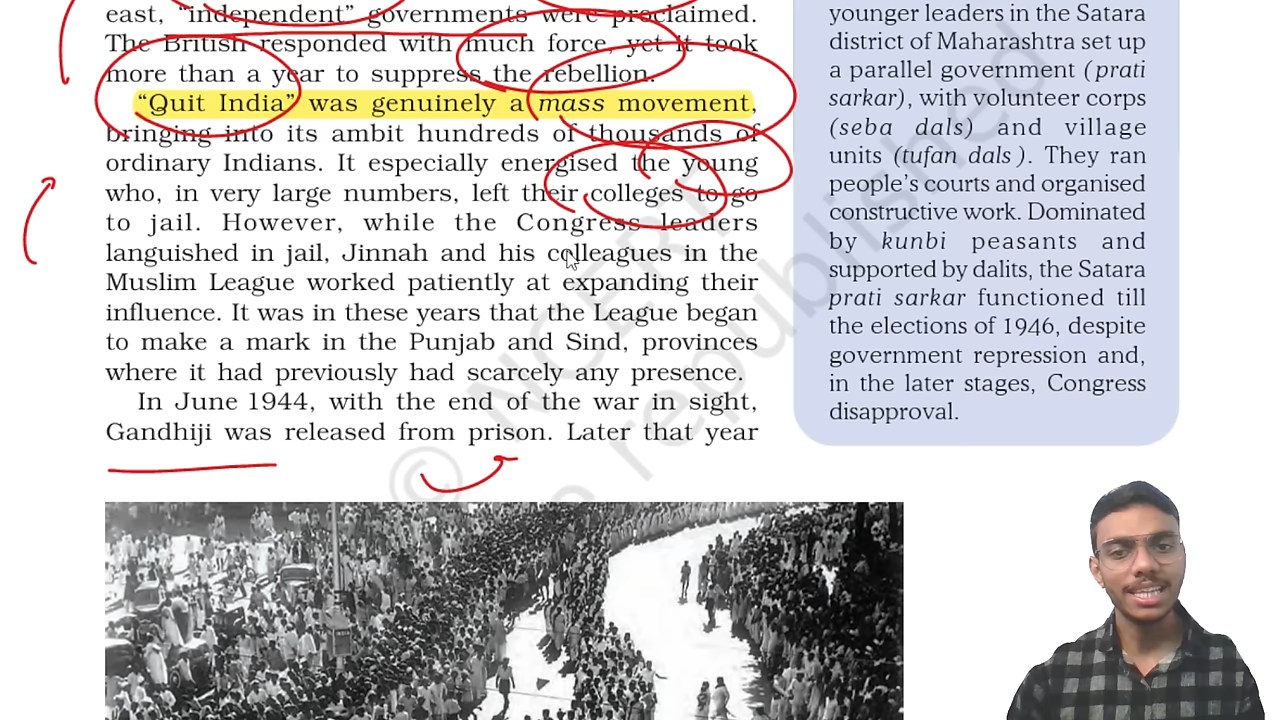 east, “independent” governments were proclaimed.
The British responded with much force, yet it took
more than a year to suppress the rebellion.
“Quit India” was genuinely a mass movement,
bringing into its ambit hundreds of thousands of
ordinary Indians. It especially energised the young
who, in very large numbers, left their colleges to go
to jail. However, while the Congress leaders
languished in jail, Jinnah and his colleagues in the
Muslim League worked patiently at expanding their
influence. It was in these years that the League began
to make a mark in the Punjab and Sind, provinces
where it had previously had scarcely any presence.
In June 1944, with the end of the war in sight,
Gandhiji was released from prison. Later that year
younger leaders in the Satara
district of Maharashtra set up
a parallel government (prati
sarkar), with volunteer corps
(seba dals) and village
units (tufan dals ). They ran
people’s courts and organised
constructive work. Dominated
by kunbi peasants and
supported by dalits, the Satara
prati sarkar functioned till
the elections of 1946, despite
government repression and,
in the later stages, Congress
disapproval.
© NCERT
republished